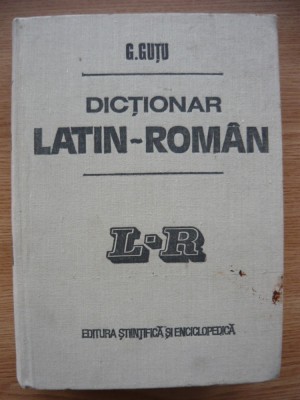 G.GUȚU
DICȚIONAR
LATIN-ROMÂN
L-R
EDITURA ȘTIINȚIFICĂ ȘI ENCICLOPEDICĂ